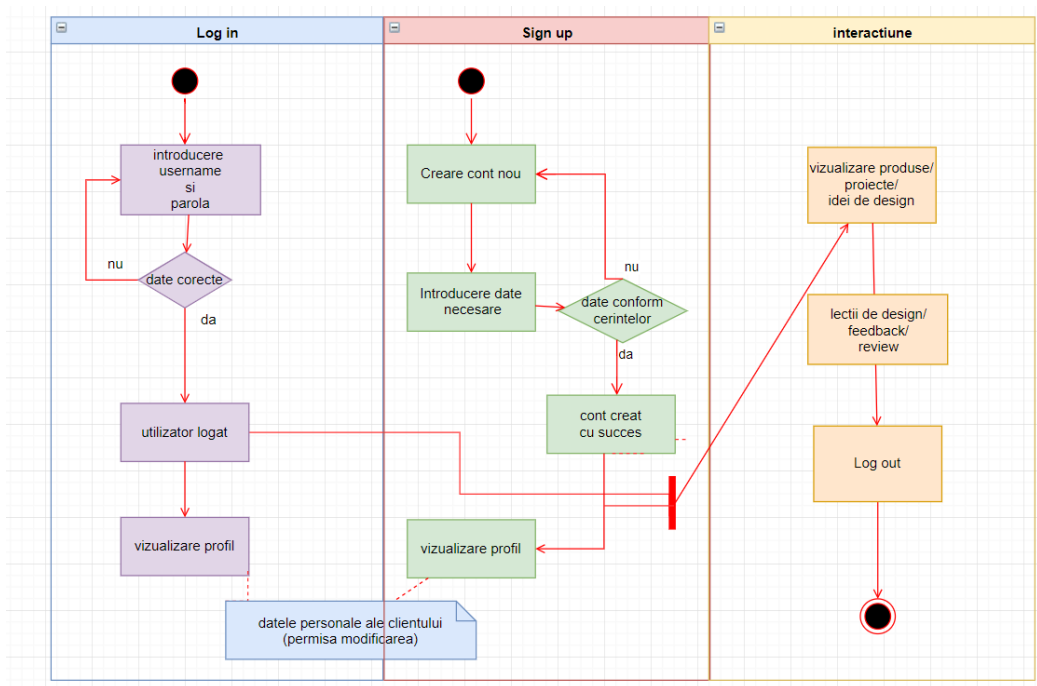 Log in
Sign up
interactiune
introducere
username
si
parola
nu
date corecte
da
utilizator logat
vizualizare profil
Creare cont nou
Introducere date
necesare
nu
date conform
cerintelor
da
cont creat
cu succes
vizualizare profil
datele personale ale clientului
(permisa modificarea)
vizualizare produse/
proiecte/
idei de design
lectii de design/
feedback/
review
Log out